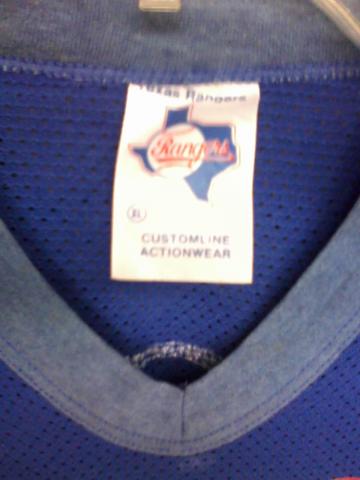 Texas Rangers
Rangers
XL
CUSTOMLINE
ACTIONWEAR